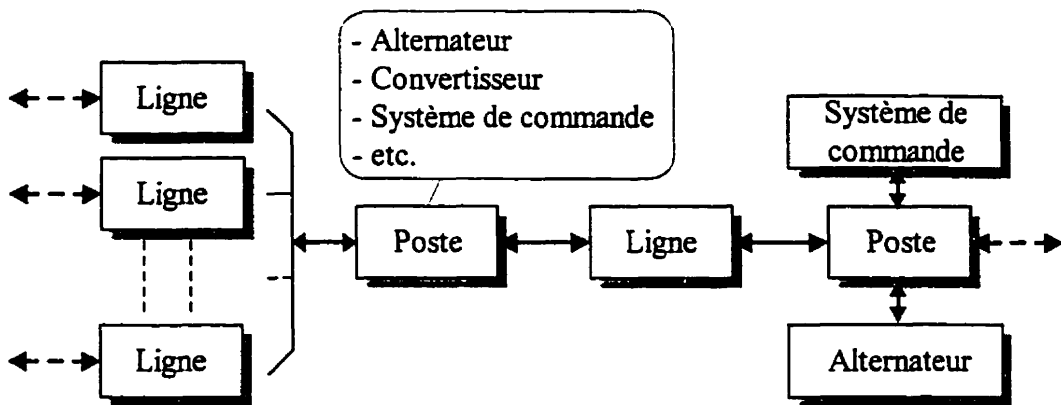 - Alternateur
- Convertisseur
- Système de commande
- etc.
Ligne
Ligne
Ligne
Poste
Ligne
Système de
commande
Poste
Alternateur